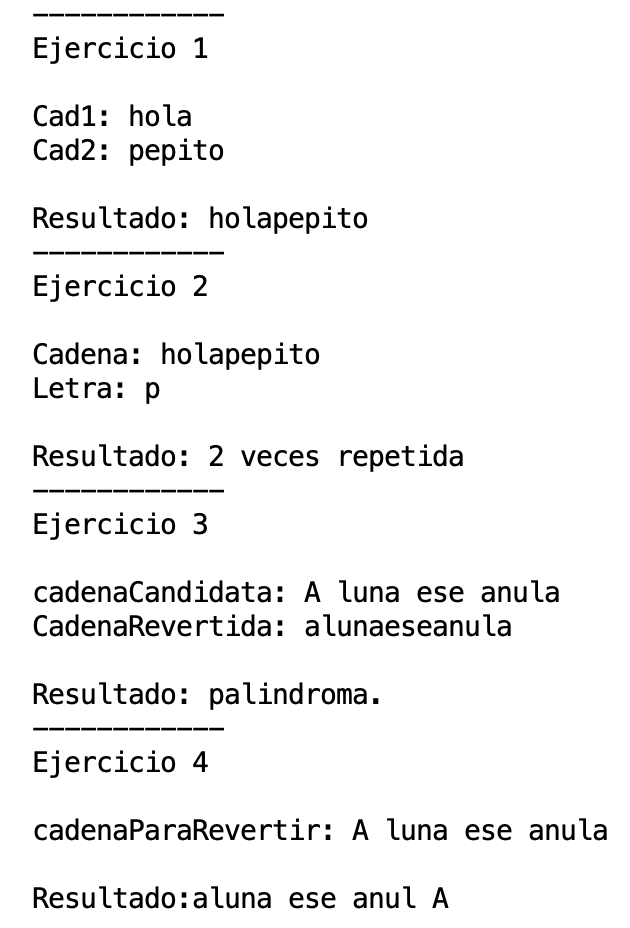 ------------
Ejercicio 1
Cad1: hola
Cad2: pepito
Resultado: holapepito
------------
Ejercicio 2
Cadena: holapepito
Letra: p
Resultado: 2 veces repetida
------------
Ejercicio 3
cadenaCandidata: A luna ese anula
CadenaRevertida: alunaeseanula
Resultado: palindroma.
------------
Ejercicio 4
cadenaParaRevertir: A luna ese anula
Resultado:aluna ese anul A